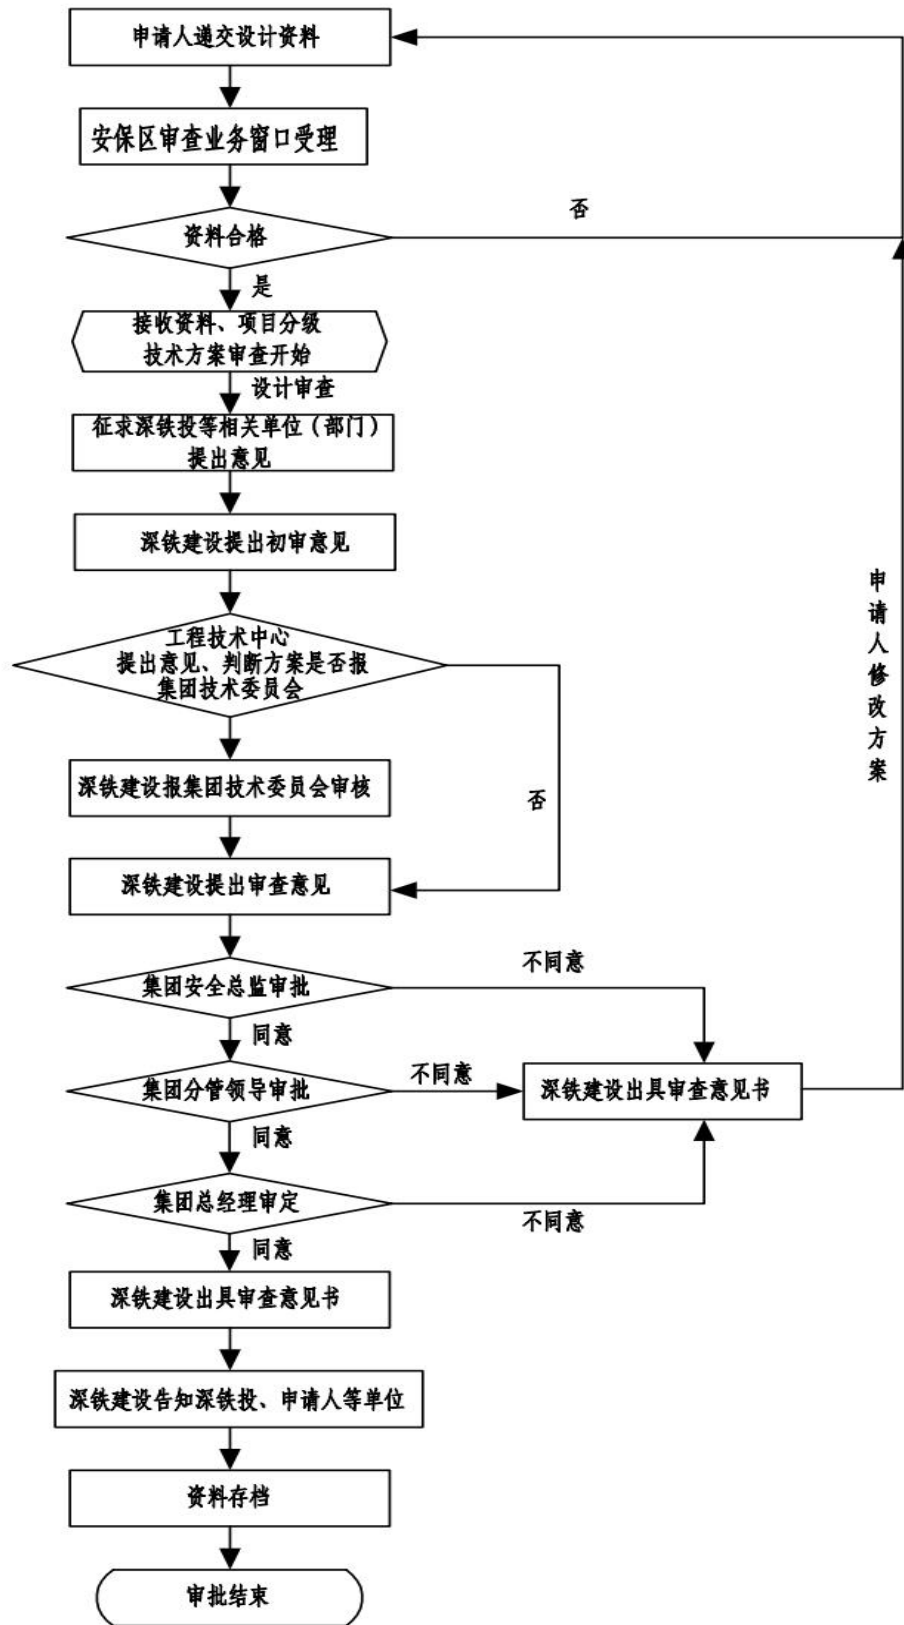 申请人递交设计资料
安保区审查业务窗口受理
否
资料合格
是
接收资料、项目分级
技术方案审查开始
设计审查
征求深铁投等相关单位（部门）
提出意见
深铁建设提出初审意见
工程技术中心
提出意见、判断方案是否报
集团技术委员会
申请人修改方案
深铁建设报集团技术委员会审核
否
深铁建设提出审查意见
不同意
集团安全总监审批
同意
不同意
集团分管领导审批
深铁建设出具审查意见书
同意
集团总经理审定
不同意
同意
深铁建设出具审查意见书
深铁建设告知深铁投、申请人等单位
资料存档
审批结束